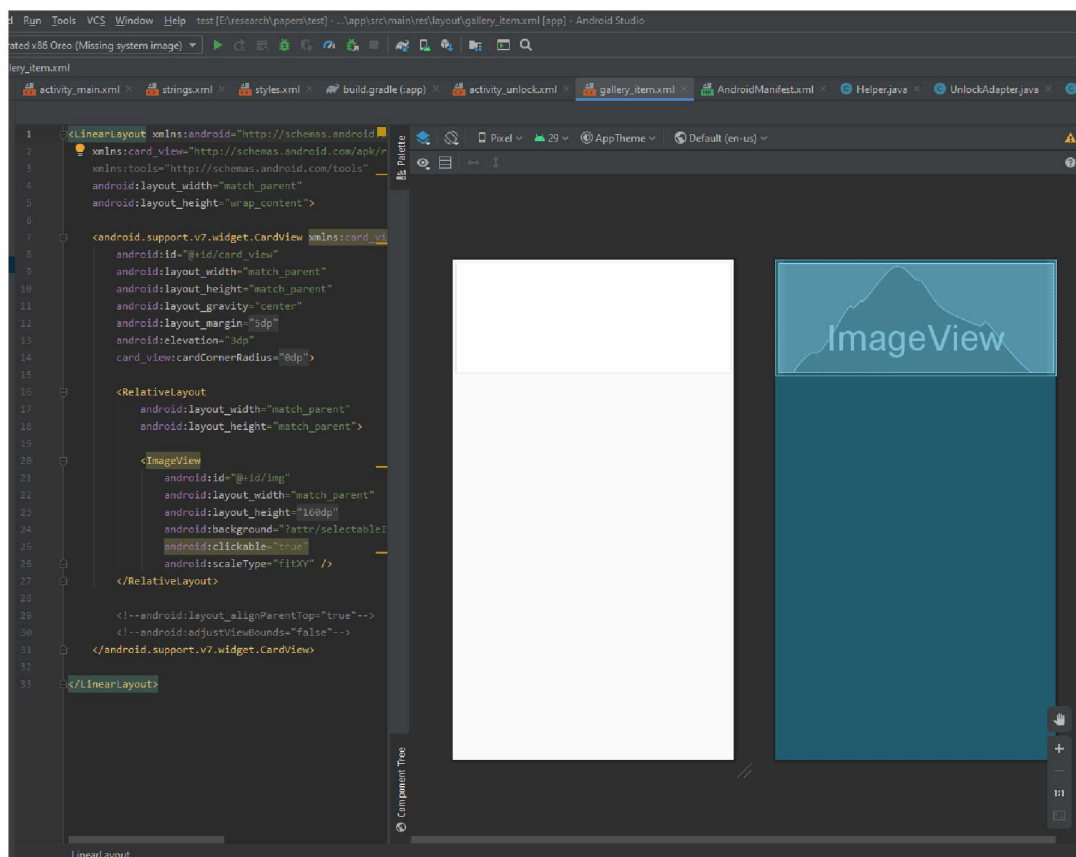 Run Tools VCS Window Help test [E:\research\papers\test] - ...\app\src\main\res\layout\gallery_item.xml [app] - Android Studio
rated x86 Oreo (Missing system image)
lery_item.xml
activity_main.xml strings.xml styles.xml build.gradle (:app) activity_unlock.xml gallery_item.xml AndroidManifest.xml Helper.java UnlockAdapter.java
Palette
Pixel 29 AppTheme Default (en-us)
1 <LinearLayout xmlns:android="http://schemas.android
2 xmlns:card_view="http://schemas.android.com/apk/r
3 xmlns:tools="http://schemas.android.com/tools"
4 android:layout_width="match_parent"
5 android:layout_height="wrap_content">
6
7 <android.support.v7.widget.CardView xmlns:card_vi
8 android:id="@+id/card_view"
9 android:layout_width="match_parent"
10 android:layout_height="match_parent"
11 android:layout_gravity="center"
12 android:layout_margin="5dp"
13 android:elevation="3dp"
14 card_view:cardCornerRadius="0dp">
15
16 <RelativeLayout
17 android:layout_width="match_parent"
18 android:layout_height="match_parent">
19
20 <ImageView
21 android:id="@+id/img"
22 android:layout_width="match_parent"
23 android:layout_height="160dp"
24 android:background="?attr/selectableI
25 android:clickable="true"
26 android:scaleType="fitXY" />
27 </RelativeLayout>
28
29 <!--android:layout_alignParentTop="true"-->
30 <!--android:adjustViewBounds="false"-->
31 </android.support.v7.widget.CardView>
32
33 </LinearLayout>
ImageView
Component Tree
1:1
LinearLayout